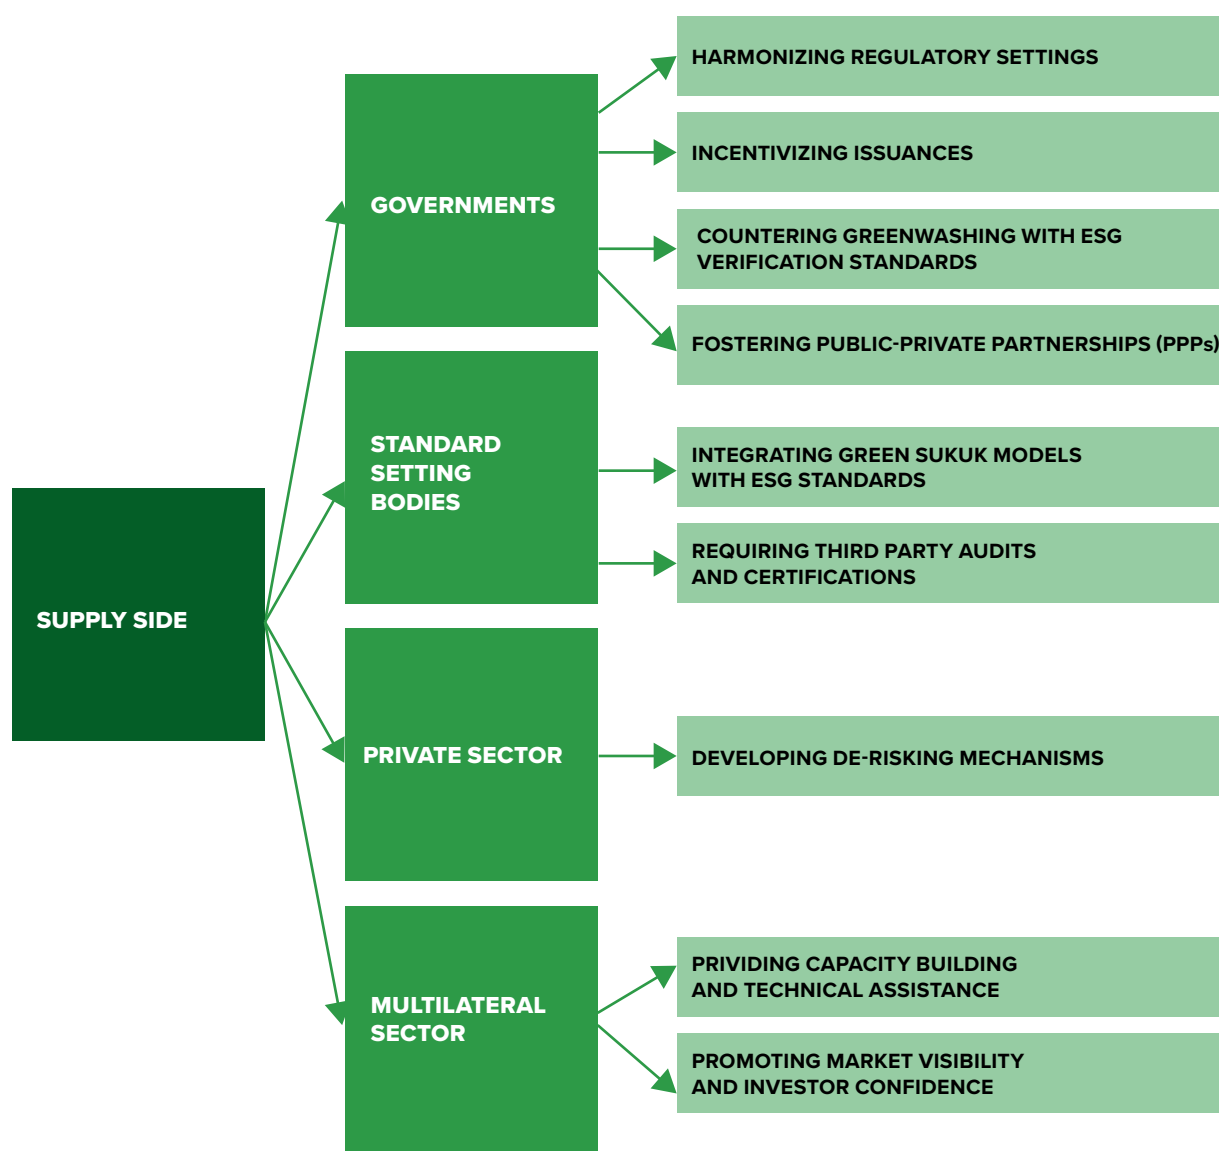 SUPPLY SIDE
GOVERNMENTS
HARMONIZING REGULATORY SETTINGS
INCENTIVIZING ISSUANCES
COUNTERING GREENWASHING WITH ESG
VERIFICATION STANDARDS
FOSTERING PUBLIC-PRIVATE PARTNERSHIPS (PPPs)
STANDARD
SETTING
BODIES
INTEGRATING GREEN SUKUK MODELS
WITH ESG STANDARDS
REQUIRING THIRD PARTY AUDITS
AND CERTIFICATIONS
PRIVATE SECTOR
DEVELOPING DE-RISKING MECHANISMS
MULTILATERAL
SECTOR
PRIVIDING CAPACITY BUILDING
AND TECHNICAL ASSISTANCE
PROMOTING MARKET VISIBILITY
AND INVESTOR CONFIDENCE